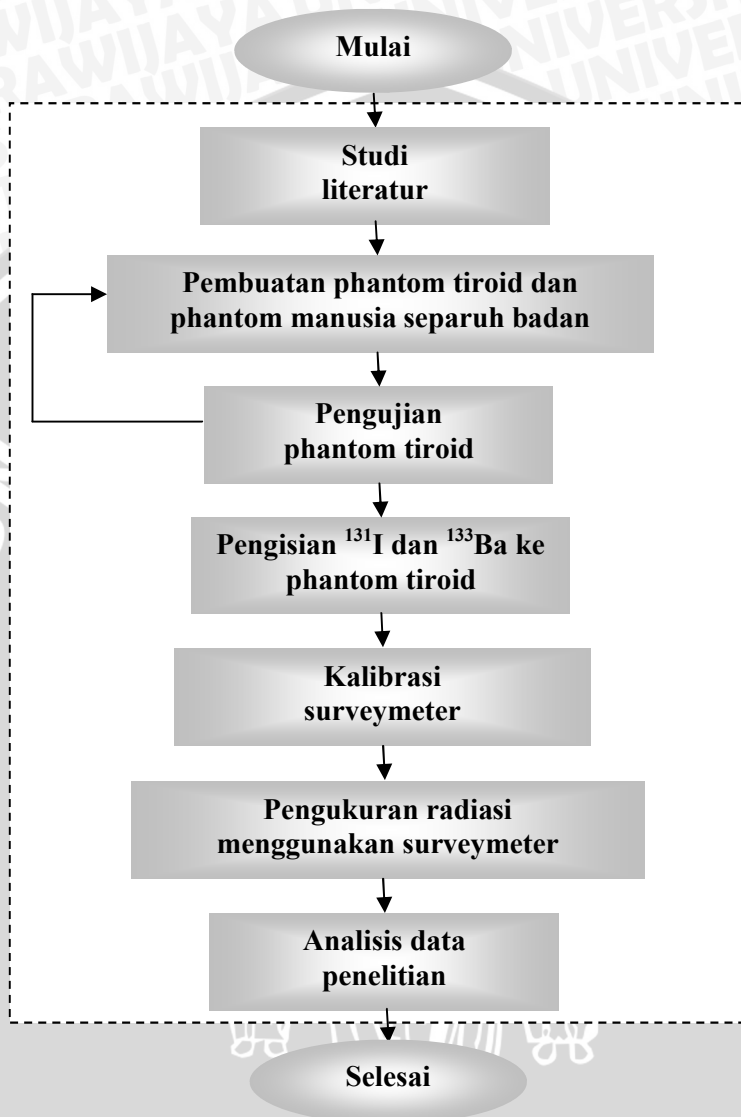 Mulai
Studi
literatur
Pembuatan phantom tiroid dan
phantom manusia separuh badan
Pengujian
phantom tiroid
Pengisian ¹³¹I dan ¹³³Ba ke
phantom tiroid
Kalibrasi
surveymeter
Pengukuran radiasi
menggunakan surveymeter
Analisis data
penelitian
Selesai